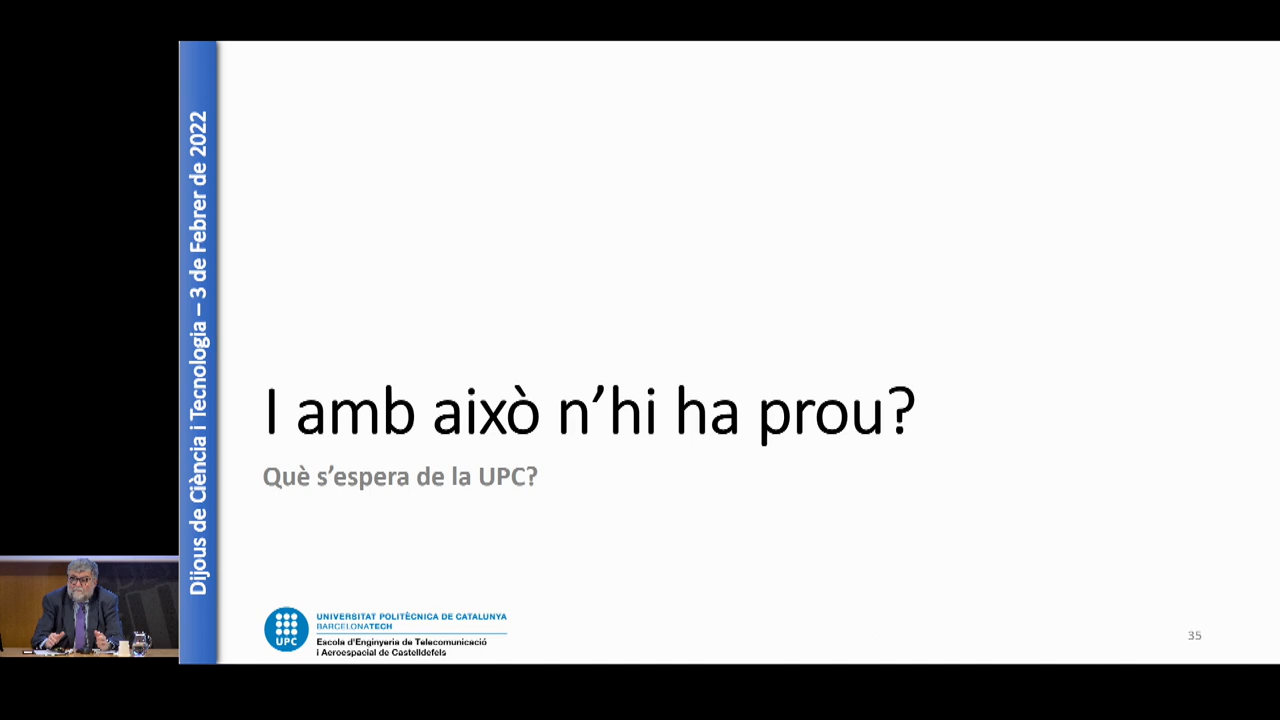 Dijous de Ciència i Tecnologia – 3 de Febrer de 2022
I amb això n’hi ha prou?
Què s’espera de la UPC?
UPC
UNIVERSITAT POLITÈCNICA DE CATALUNYA
BARCELONATECH
Escola d'Enginyeria de Telecomunicació
i Aeroespacial de Castelldefels
35